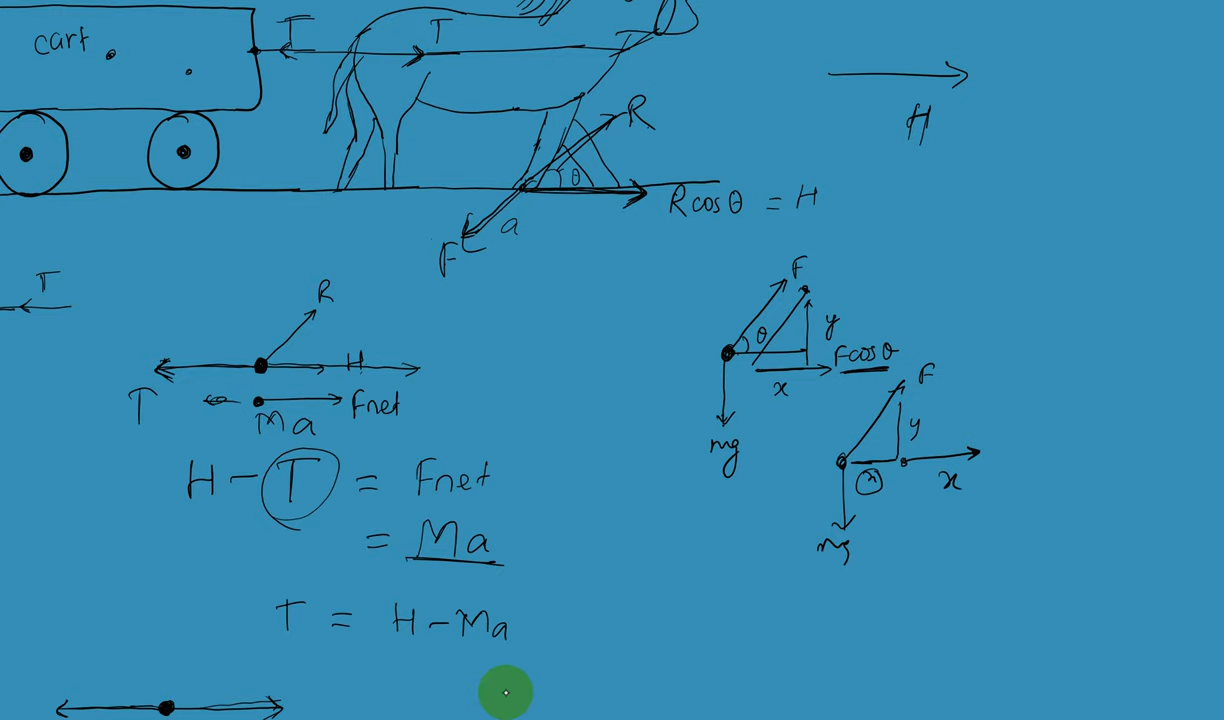 cart
T
T
R
H
θ
Rcosθ = H
a
F
T
R
F
θ
y
H
Fcosθ
x
T
Fnet
Ma
F
mg
y
H - T = Fnet
x
x
= Ma
mg
T = H - Ma